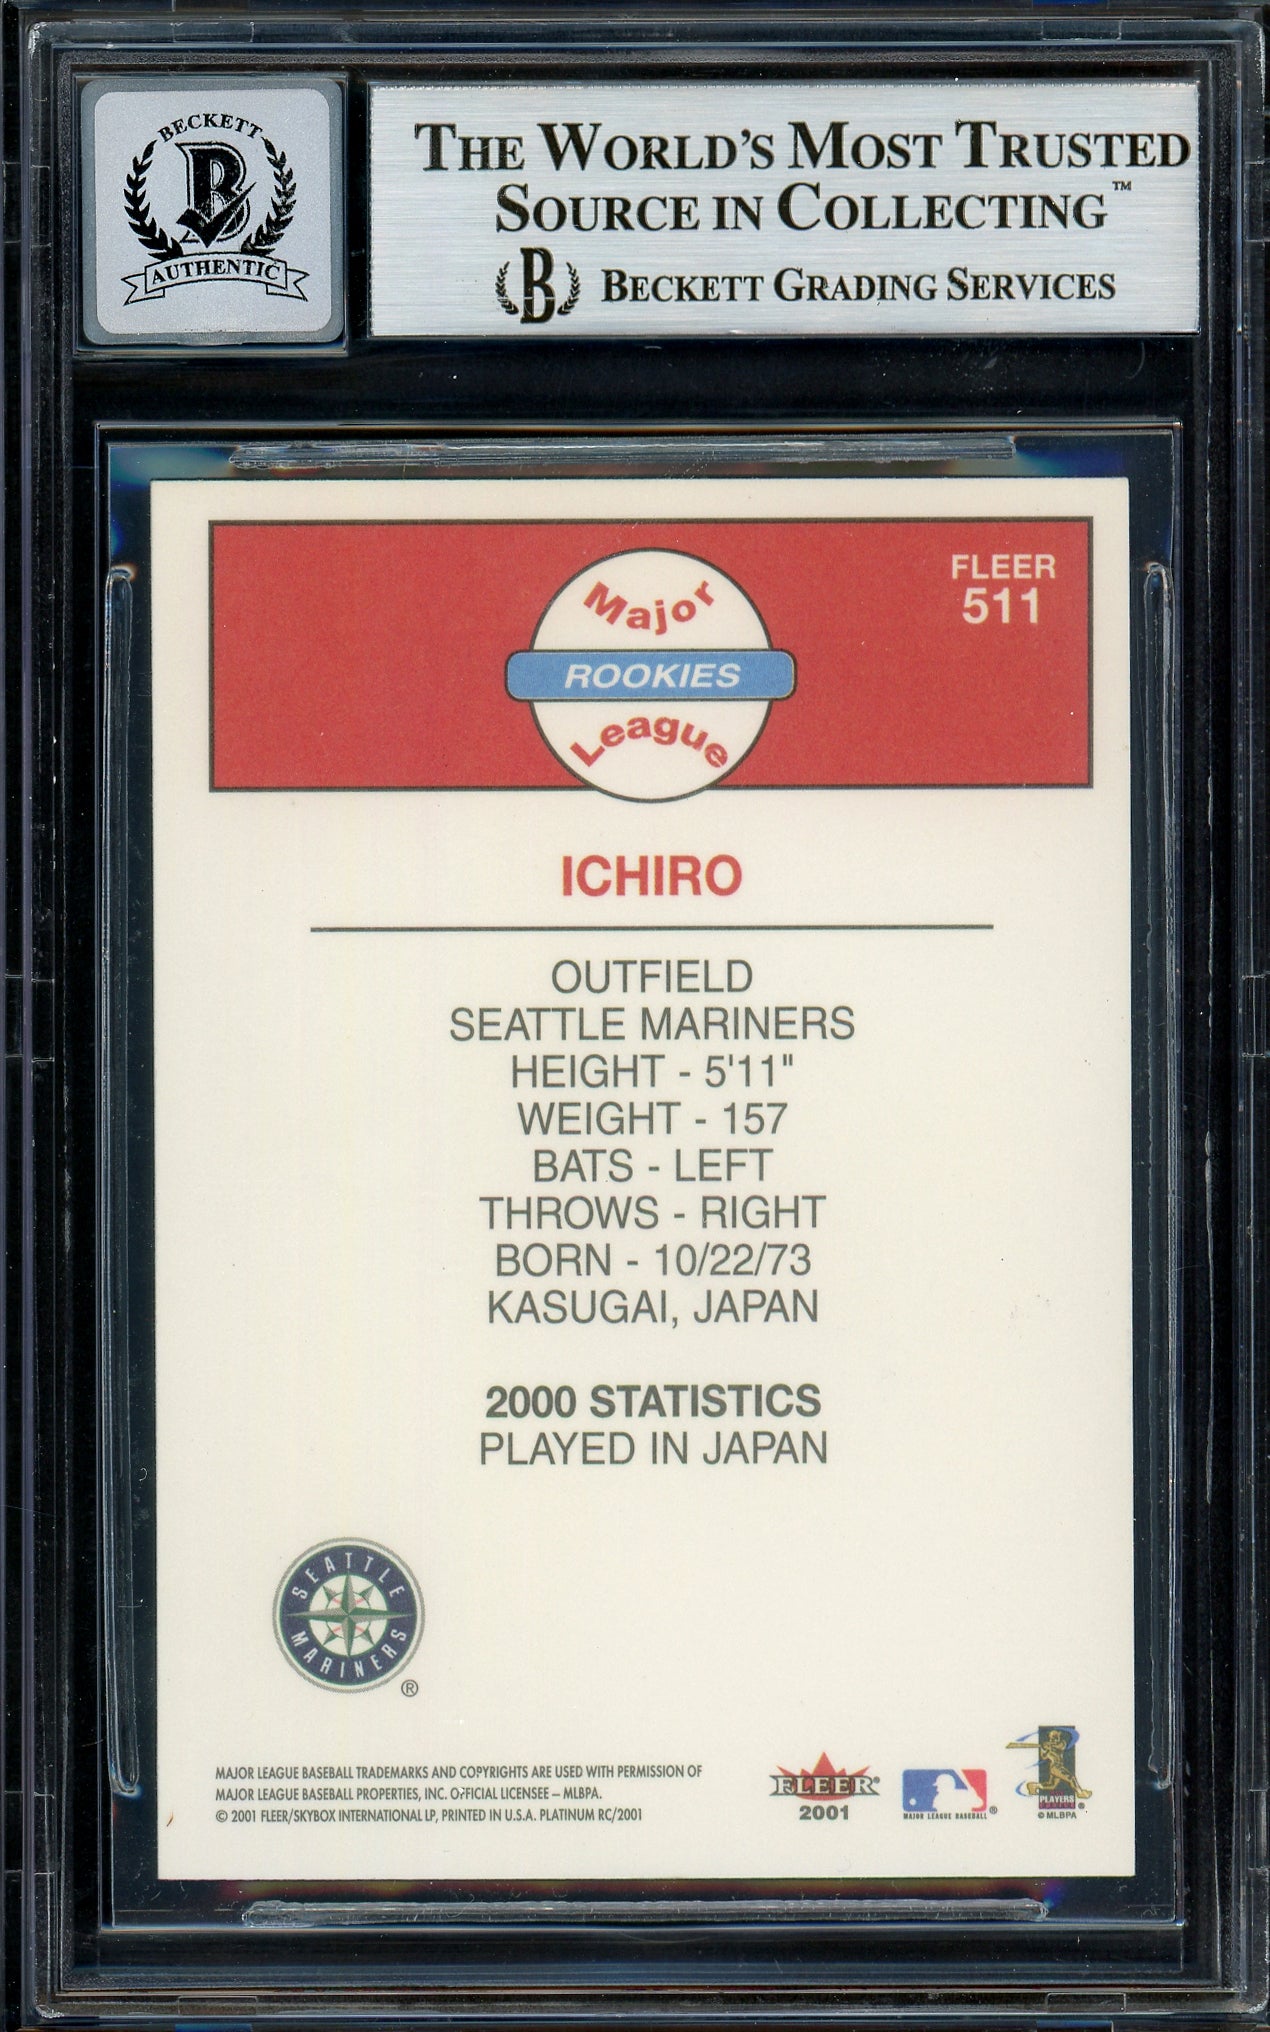 BECKETT
B
AUTHENTIC
THE WORLD'S MOST TRUSTED
SOURCE IN COLLECTING™
B BECKETT GRADING SERVICES
FLEER
511
Major
ROOKIES
League
ICHIRO
OUTFIELD
SEATTLE MARINERS
HEIGHT - 5'11"
WEIGHT - 157
BATS - LEFT
THROWS - RIGHT
BORN - 10/22/73
KASUGAI, JAPAN
2000 STATISTICS
PLAYED IN JAPAN
SEATTLE
MARINERS
®
MAJOR LEAGUE BASEBALL TRADEMARKS AND COPYRIGHTS ARE USED WITH PERMISSION OF
MAJOR LEAGUE BASEBALL PROPERTIES, INC. OFFICIAL LICENSEE – MLBPA.
© 2001 FLEER/SKYBOX INTERNATIONAL LP, PRINTED IN U.S.A. PLATINUM RC/2001
FLEER®
2001
MAJOR LEAGUE BASEBALL®
PLAYERS
®
© MLBPA